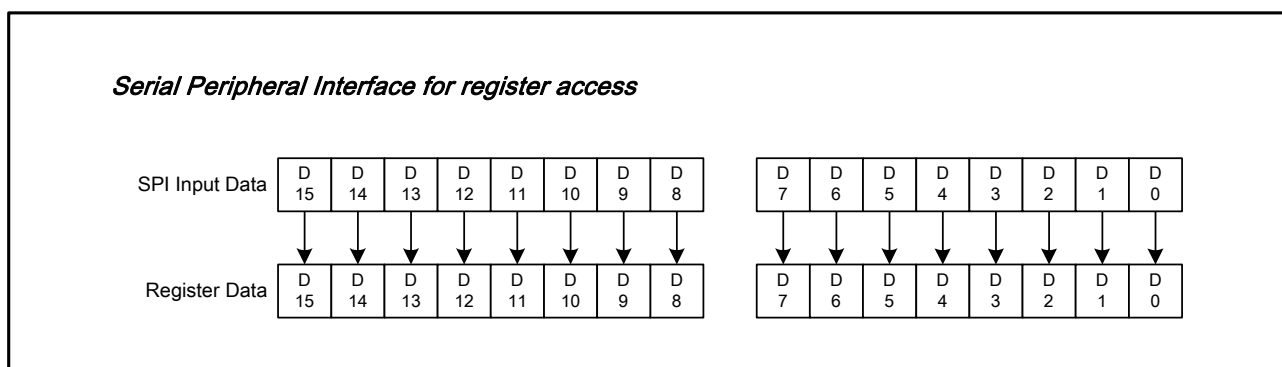 Serial Peripheral Interface for register access
SPI Input Data D 15 D 14 D 13 D 12 D 11 D 10 D 9 D 8 D 7 D 6 D 5 D 4 D 3 D 2 D 1 D 0
Register Data D 15 D 14 D 13 D 12 D 11 D 10 D 9 D 8 D 7 D 6 D 5 D 4 D 3 D 2 D 1 D 0